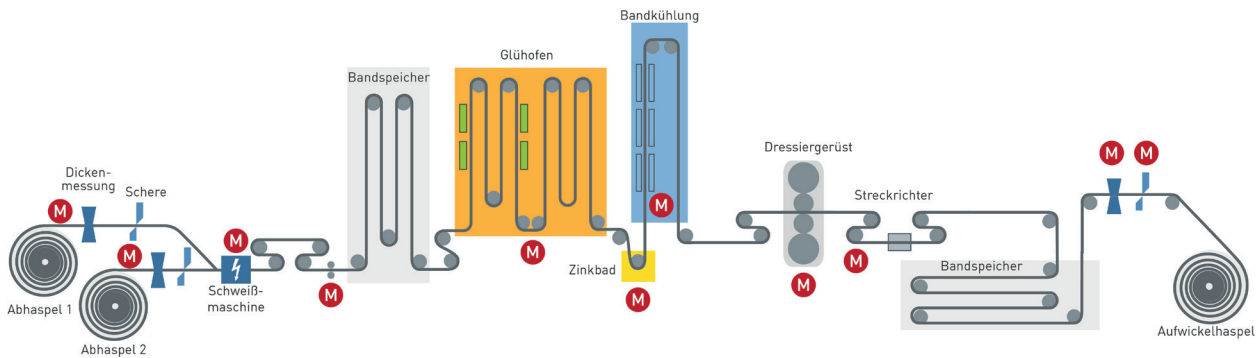 Bandkühlung
Glühofen
Bandspeicher
Dressiergerüst
Dicken-
messung
Schere
Streckrichter
M
M
M
M
M
M
M
M
M
M
M
M
Zinkbad
Bandspeicher
Schweiß-
maschine
Abhaspel 1
Abhaspel 2
Aufwickelhaspel